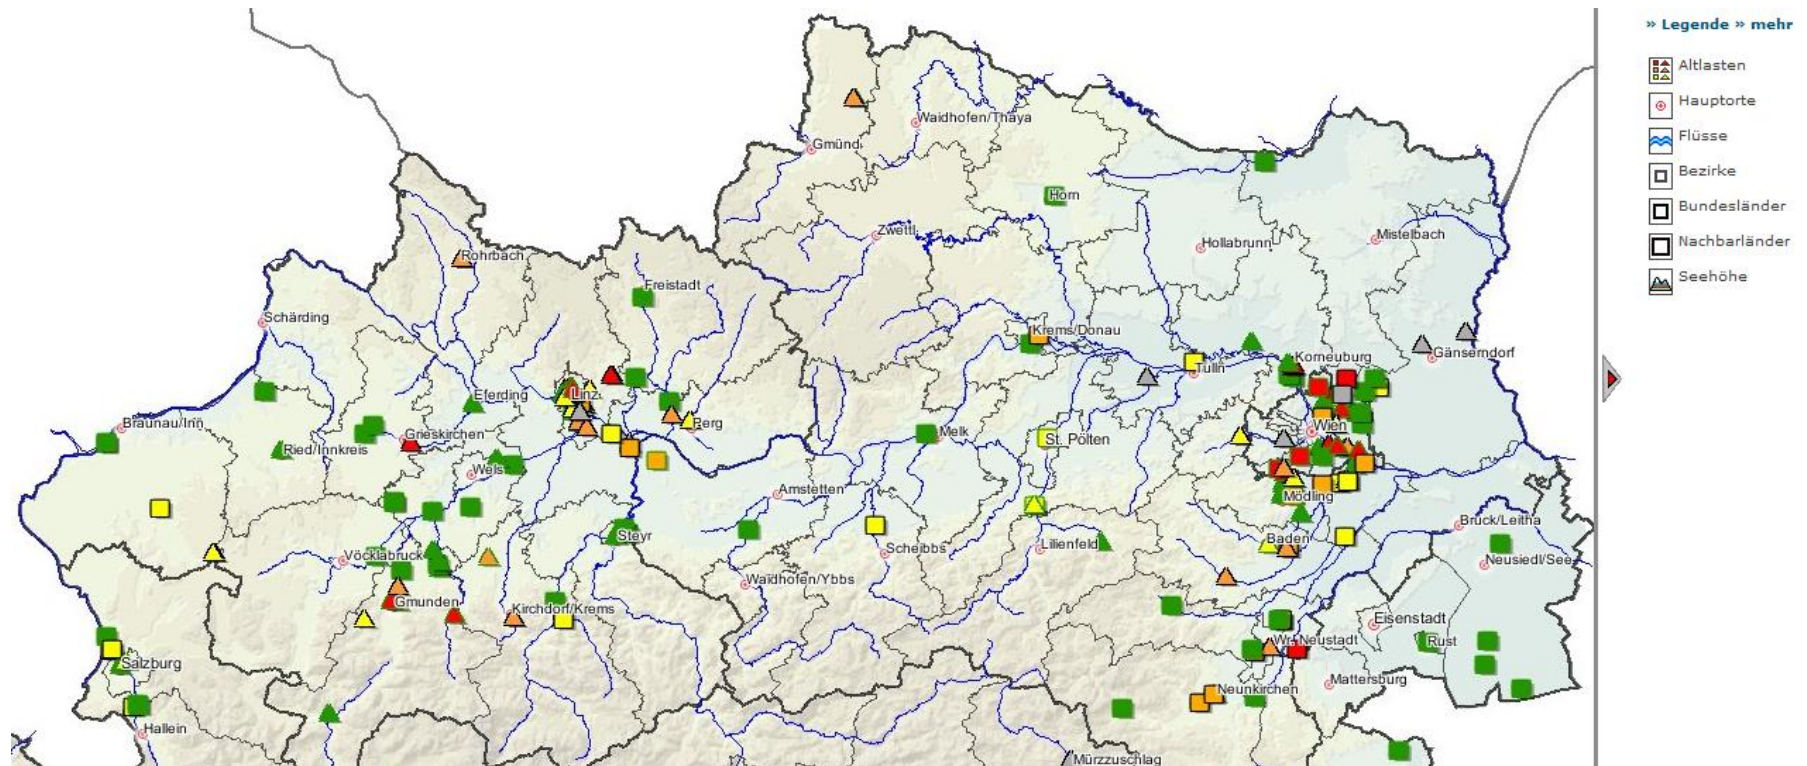 » Legende » mehr
Altlasten
Hauptorte
Flüsse
Bezirke
Bundesländer
Nachbarländer
Seehöhe
Waidhofen/Thaya
Gmünd
Horn
Zwettl
Hollabrunn
Mistelbach
Rohrbach
Freistadt
Schärding
Krems/Donau
Korneuburg
Gänserndorf
Tulln
Eferding
Linz
Braunau/Inn
Grieskirchen
Perg
Wien
Melk
St. Pölten
Ried/Innkreis
Wels
Amstetten
Mödling
Bruck/Leitha
Steyr
Scheibbs
Lilienfeld
Baden
Vöcklabruck
Neusiedl/See
Waidhofen/Ybbs
Gmunden
Kirchdorf/Krems
Eisenstadt
Wr. Neustadt
Rust
Salzburg
Mattersburg
Neunkirchen
Hallein
Mürzzuschlag